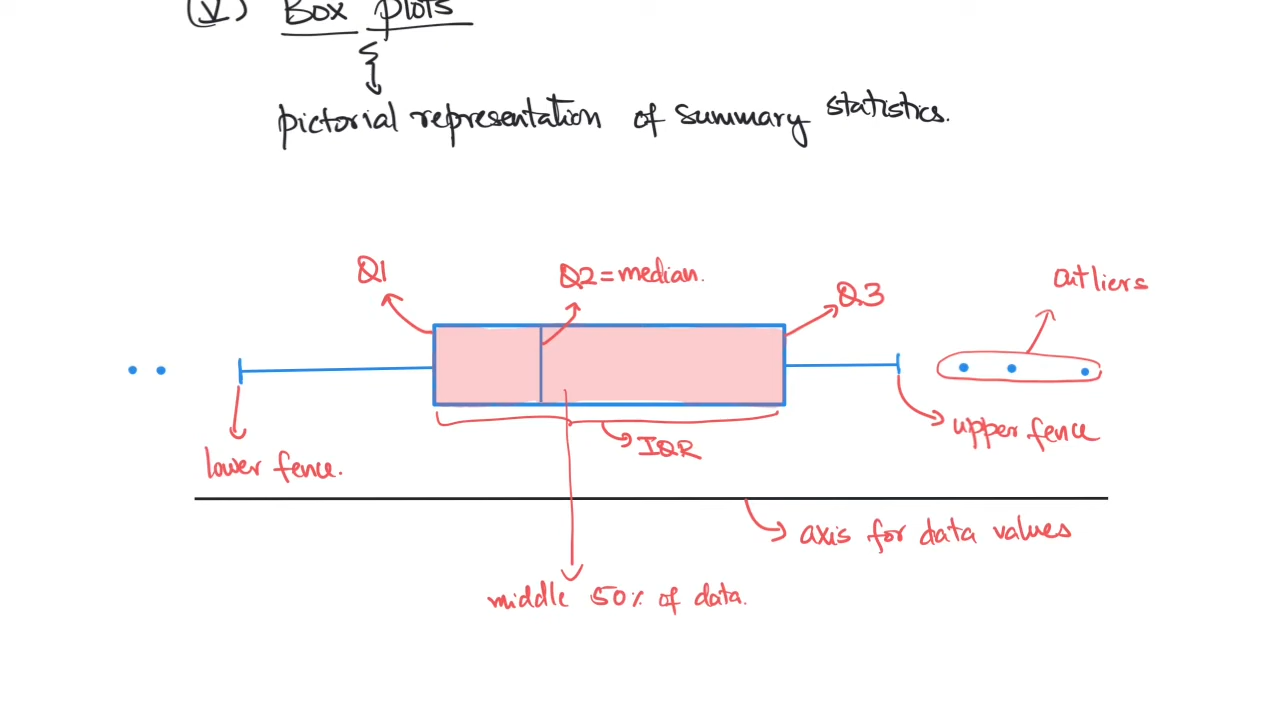 (V) Box plots
pictorial representation of summary statistics.
Q1
Q2=median.
Q3
outliers
lower fence.
IQR
upper fence
axis for data values
middle 50% of data.